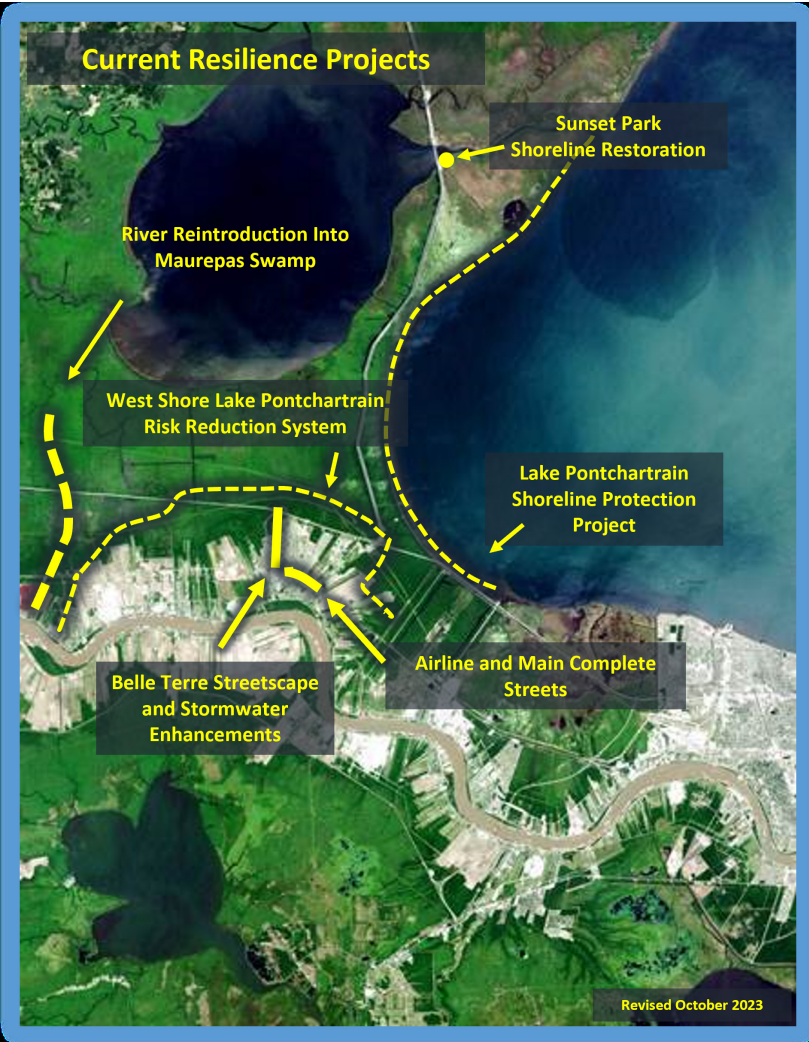 Current Resilience Projects
Sunset Park
Shoreline Restoration
River Reintroduction Into
Maurepas Swamp
West Shore Lake Pontchartrain
Risk Reduction System
Lake Pontchartrain
Shoreline Protection
Project
Airline and Main Complete
Streets
Belle Terre Streetscape
and Stormwater
Enhancements
Revised October 2023